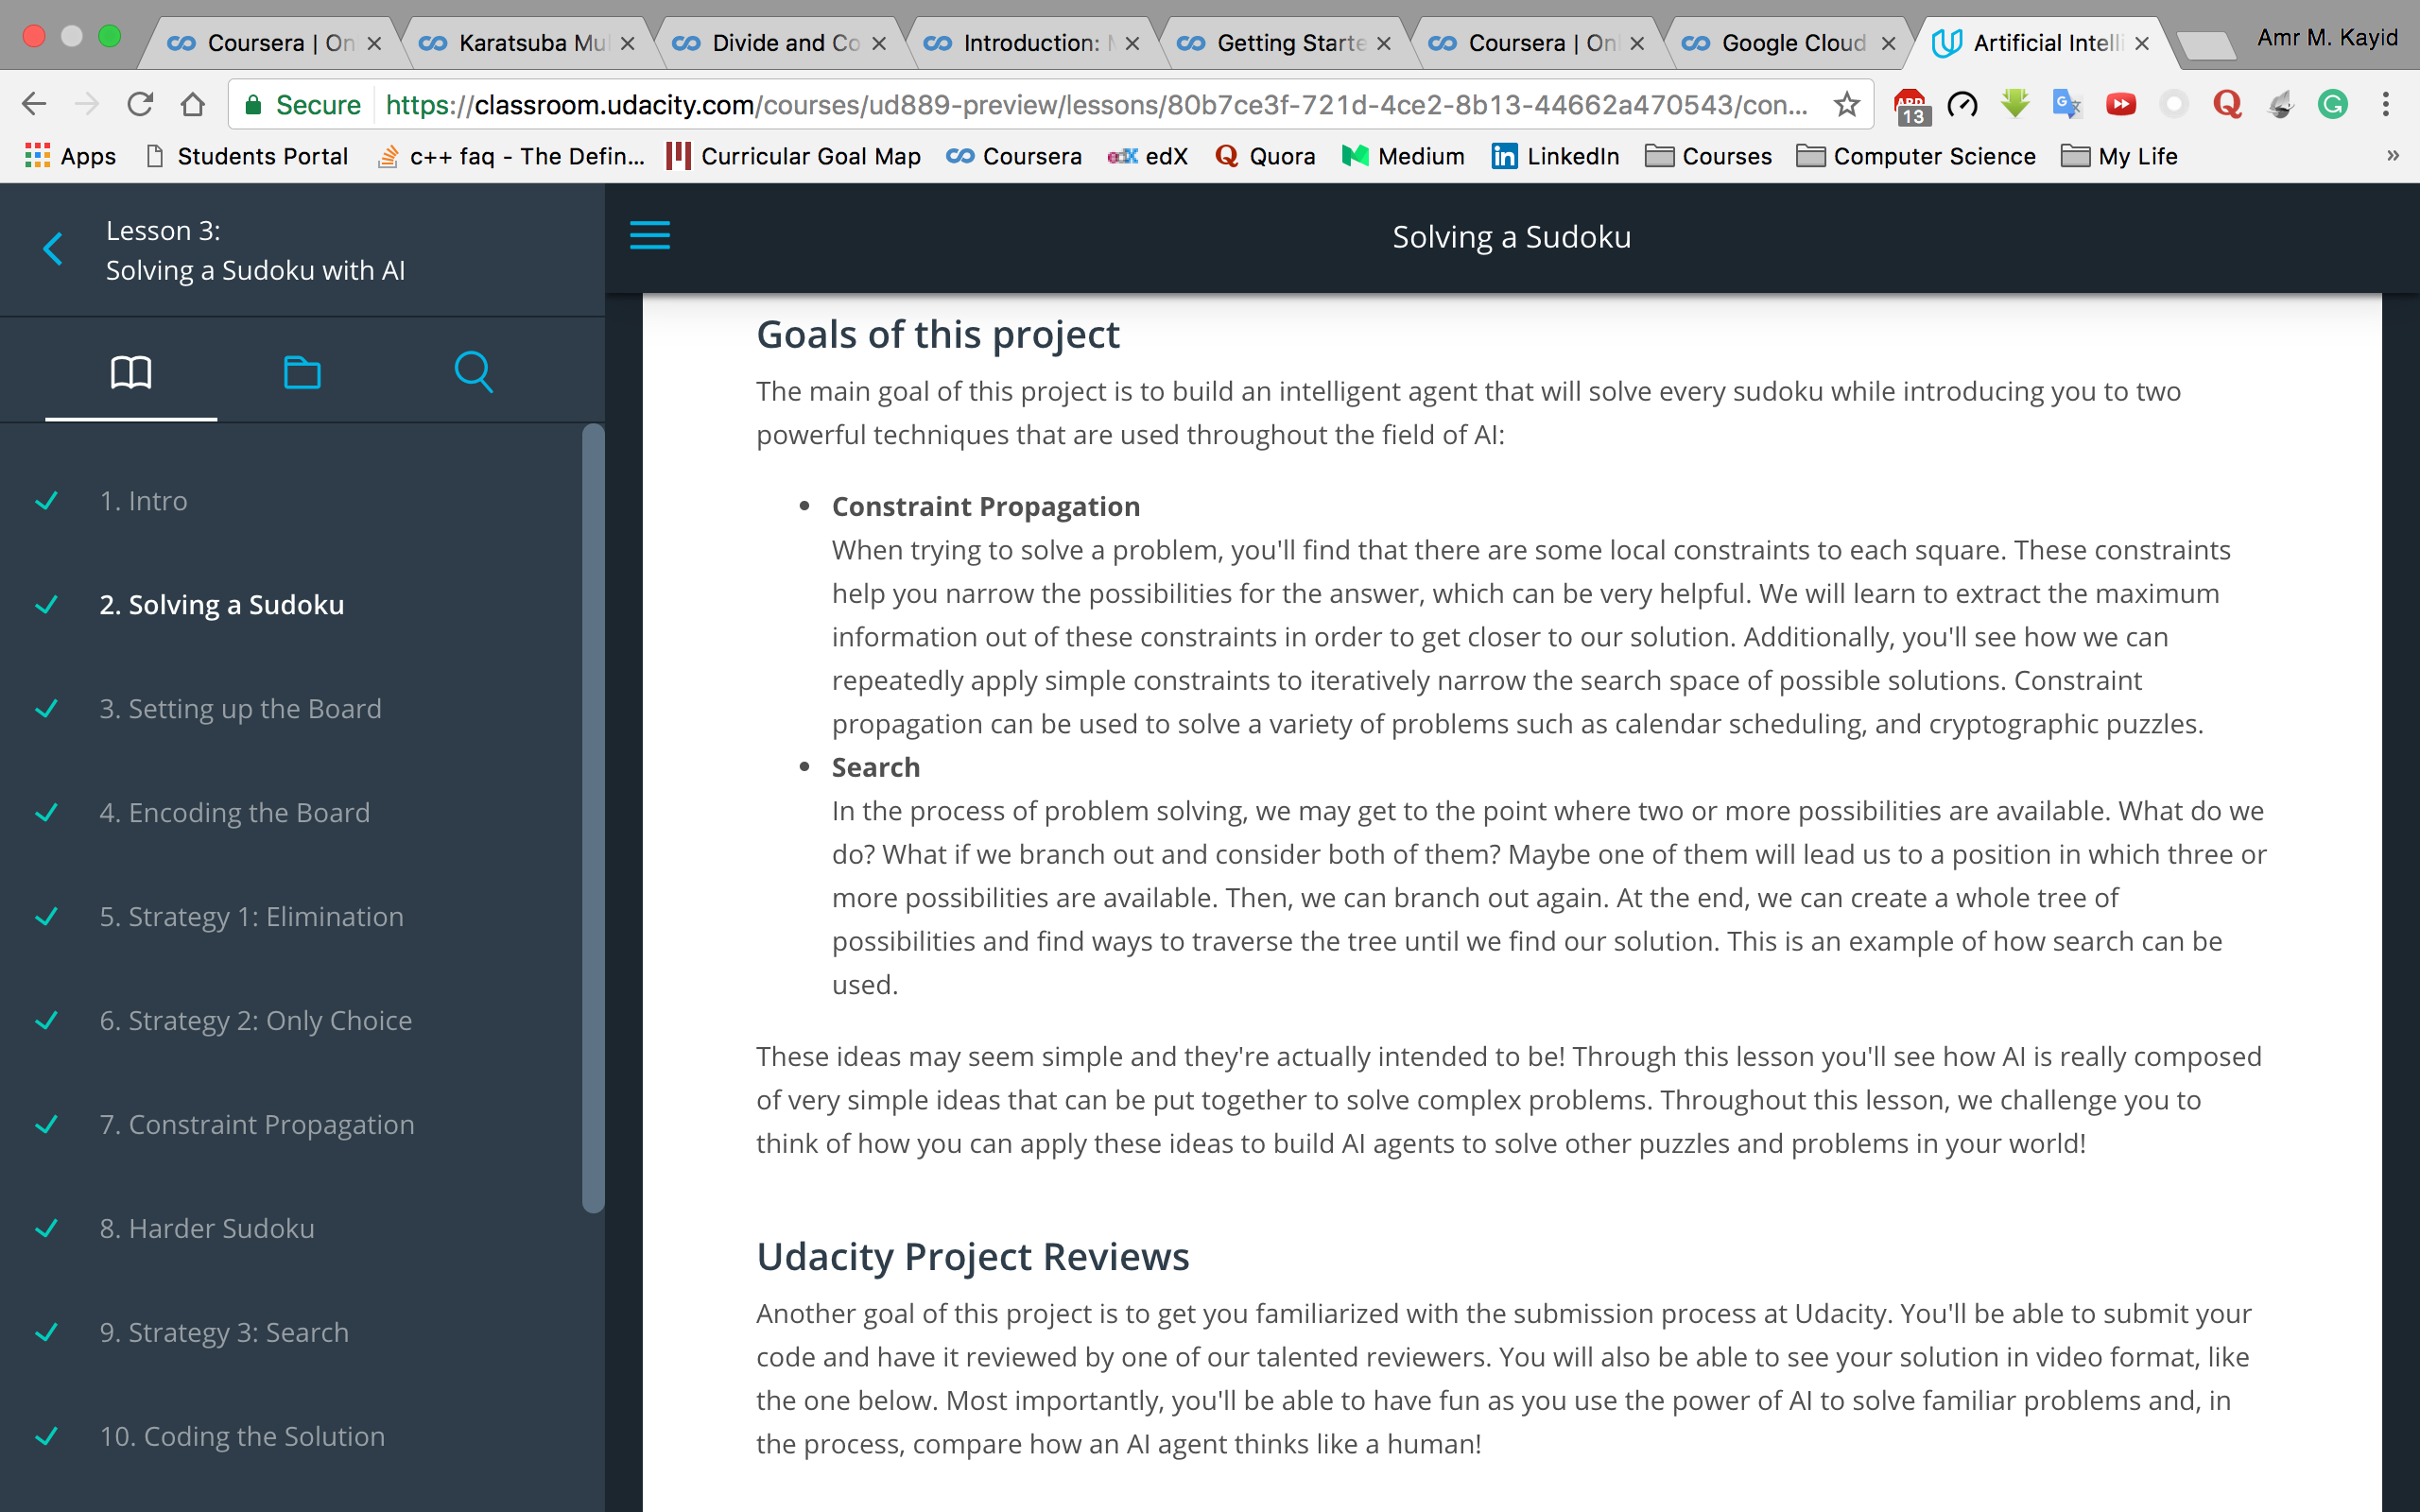 Coursera | On
Karatsuba Mul
Divide and Co
Introduction:
Getting Starte
Coursera | Onl
Google Cloud
Artificial Intelli
Amr M. Kayid
Secure
https://classroom.udacity.com/courses/ud889-preview/lessons/80b7ce3f-721d-4ce2-8b13-44662a470543/con...
ABP
13
Apps
Students Portal
c++ faq - The Defin...
Curricular Goal Map
Coursera
edX edX
Quora
Medium
in LinkedIn
Courses
Computer Science
My Life
»
Lesson 3:
Solving a Sudoku with AI
1. Intro
2. Solving a Sudoku
3. Setting up the Board
4. Encoding the Board
5. Strategy 1: Elimination
6. Strategy 2: Only Choice
7. Constraint Propagation
8. Harder Sudoku
9. Strategy 3: Search
10. Coding the Solution
Solving a Sudoku
Goals of this project
The main goal of this project is to build an intelligent agent that will solve every sudoku while introducing you to two
powerful techniques that are used throughout the field of AI:
• Constraint Propagation
When trying to solve a problem, you'll find that there are some local constraints to each square. These constraints
help you narrow the possibilities for the answer, which can be very helpful. We will learn to extract the maximum
information out of these constraints in order to get closer to our solution. Additionally, you'll see how we can
repeatedly apply simple constraints to iteratively narrow the search space of possible solutions. Constraint
propagation can be used to solve a variety of problems such as calendar scheduling, and cryptographic puzzles.
• Search
In the process of problem solving, we may get to the point where two or more possibilities are available. What do we
do? What if we branch out and consider both of them? Maybe one of them will lead us to a position in which three or
more possibilities are available. Then, we can branch out again. At the end, we can create a whole tree of
possibilities and find ways to traverse the tree until we find our solution. This is an example of how search can be
used.
These ideas may seem simple and they're actually intended to be! Through this lesson you'll see how AI is really composed
of very simple ideas that can be put together to solve complex problems. Throughout this lesson, we challenge you to
think of how you can apply these ideas to build AI agents to solve other puzzles and problems in your world!
Udacity Project Reviews
Another goal of this project is to get you familiarized with the submission process at Udacity. You'll be able to submit your
code and have it reviewed by one of our talented reviewers. You will also be able to see your solution in video format, like
the one below. Most importantly, you'll be able to have fun as you use the power of AI to solve familiar problems and, in
the process, compare how an AI agent thinks like a human!